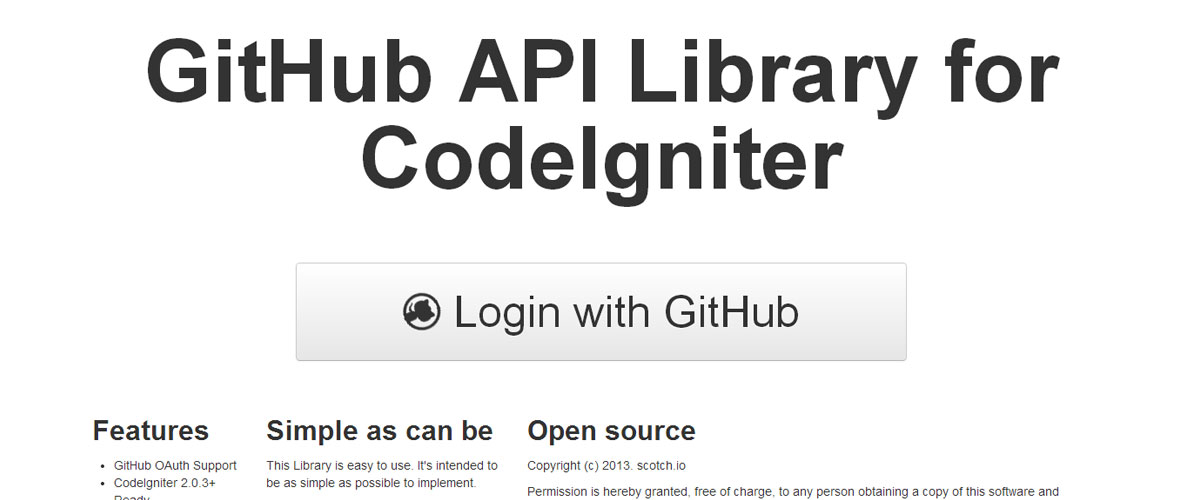 GitHub API Library for
CodeIgniter
Login with GitHub
Features
GitHub OAuth Support
CodeIgniter 2.0.3+
Ready
Simple as can be
This Library is easy to use. It's intended to
be as simple as possible to implement.
Open source
Copyright (c) 2013. scotch.io
Permission is hereby granted, free of charge, to any person obtaining a copy of this software and